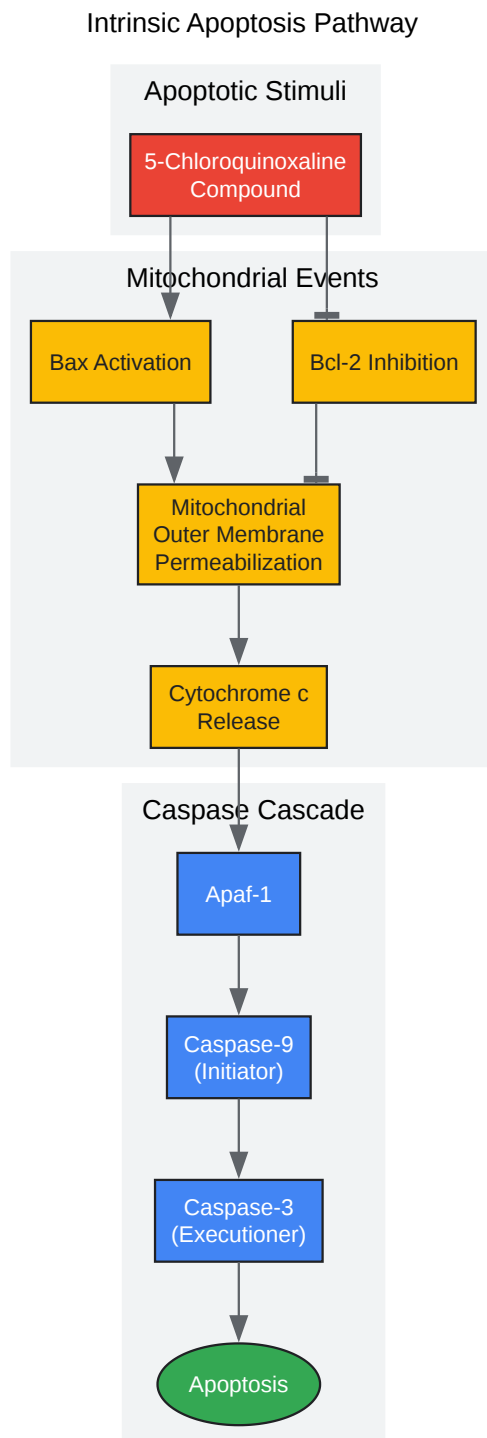 Intrinsic Apoptosis Pathway
Apoptotic Stimuli
5-Chloroquinoxaline
Compound
Mitochondrial Events
Bax Activation
Bcl-2 Inhibition
Mitochondrial
Outer Membrane
Permeabilization
Cytochrome c
Release
Caspase Cascade
Apaf-1
Caspase-9
(Initiator)
Caspase-3
(Executioner)
Apoptosis